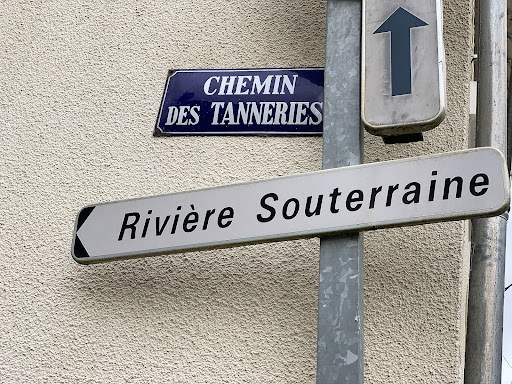 CHEMIN
DES TANNERIES
Rivière Souterraine